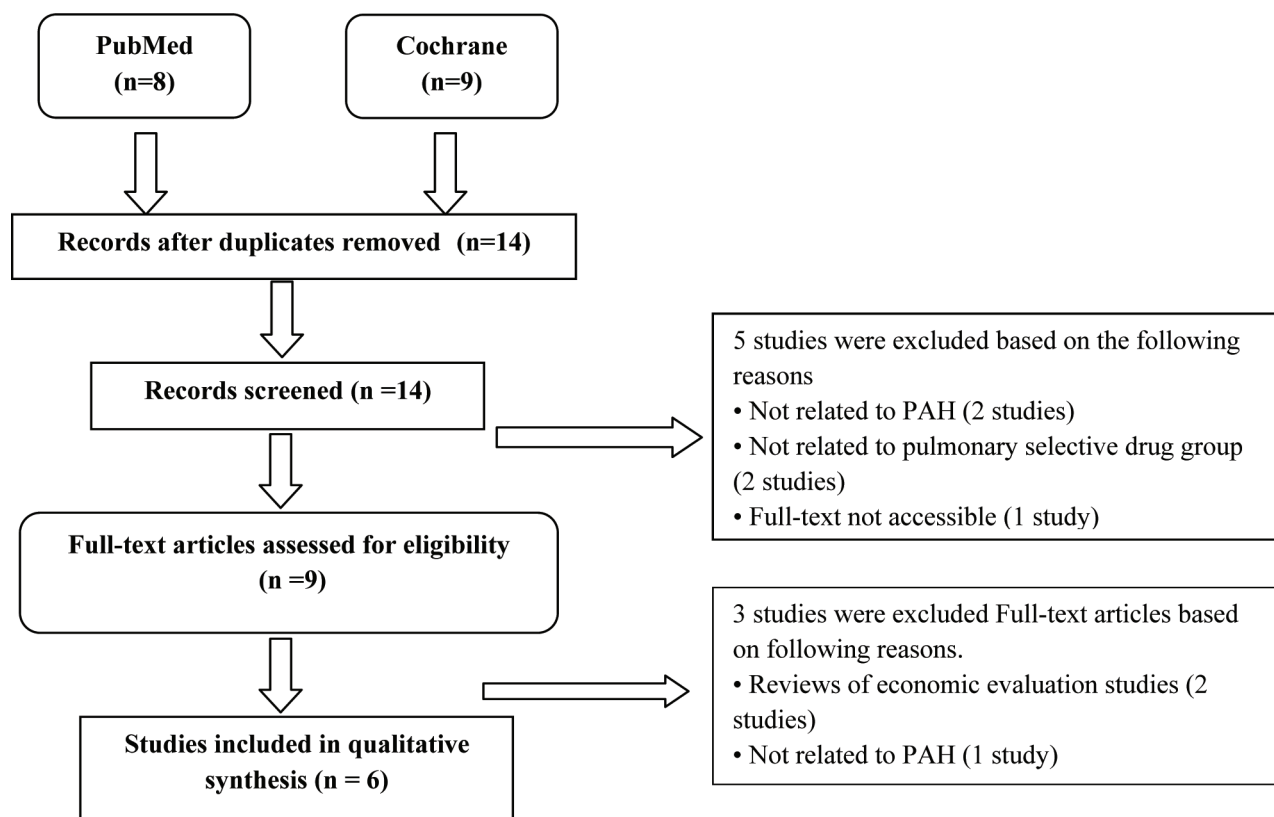 PubMed
(n=8)
Cochrane
(n=9)
Records after duplicates removed (n=14)
Records screened (n =14)
5 studies were excluded based on the following
reasons
• Not related to PAH (2 studies)
• Not related to pulmonary selective drug group
(2 studies)
• Full-text not accessible (1 study)
Full-text articles assessed for eligibility
(n =9)
3 studies were excluded Full-text articles based
on following reasons.
• Reviews of economic evaluation studies (2
studies)
• Not related to PAH (1 study)
Studies included in qualitative
synthesis (n = 6)